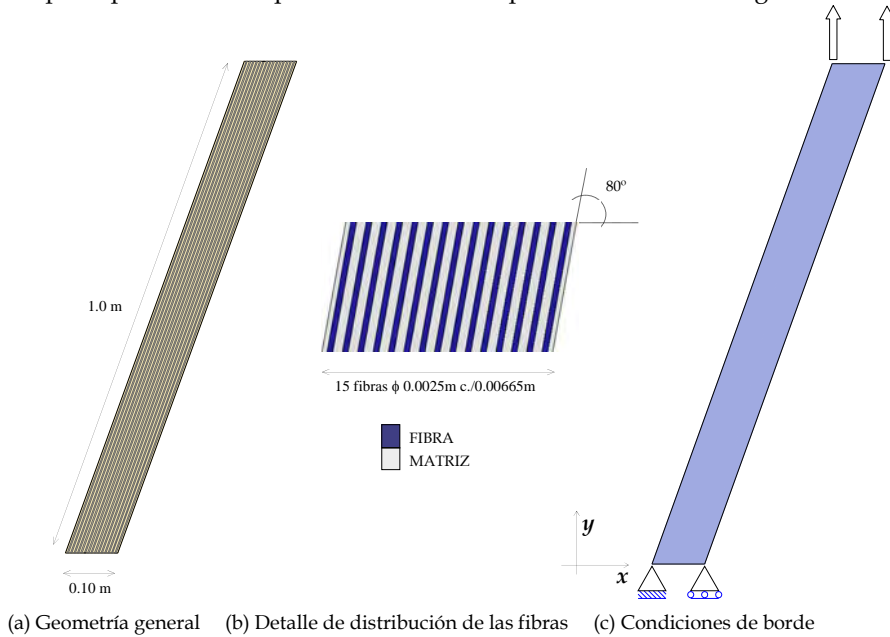 1.0 m
0.10 m
80º
15 fibras ϕ 0.0025m c./0.00665m
FIBRA
MATRIZ
y
x
(a) Geometría general (b) Detalle de distribución de las fibras (c) Condiciones de borde